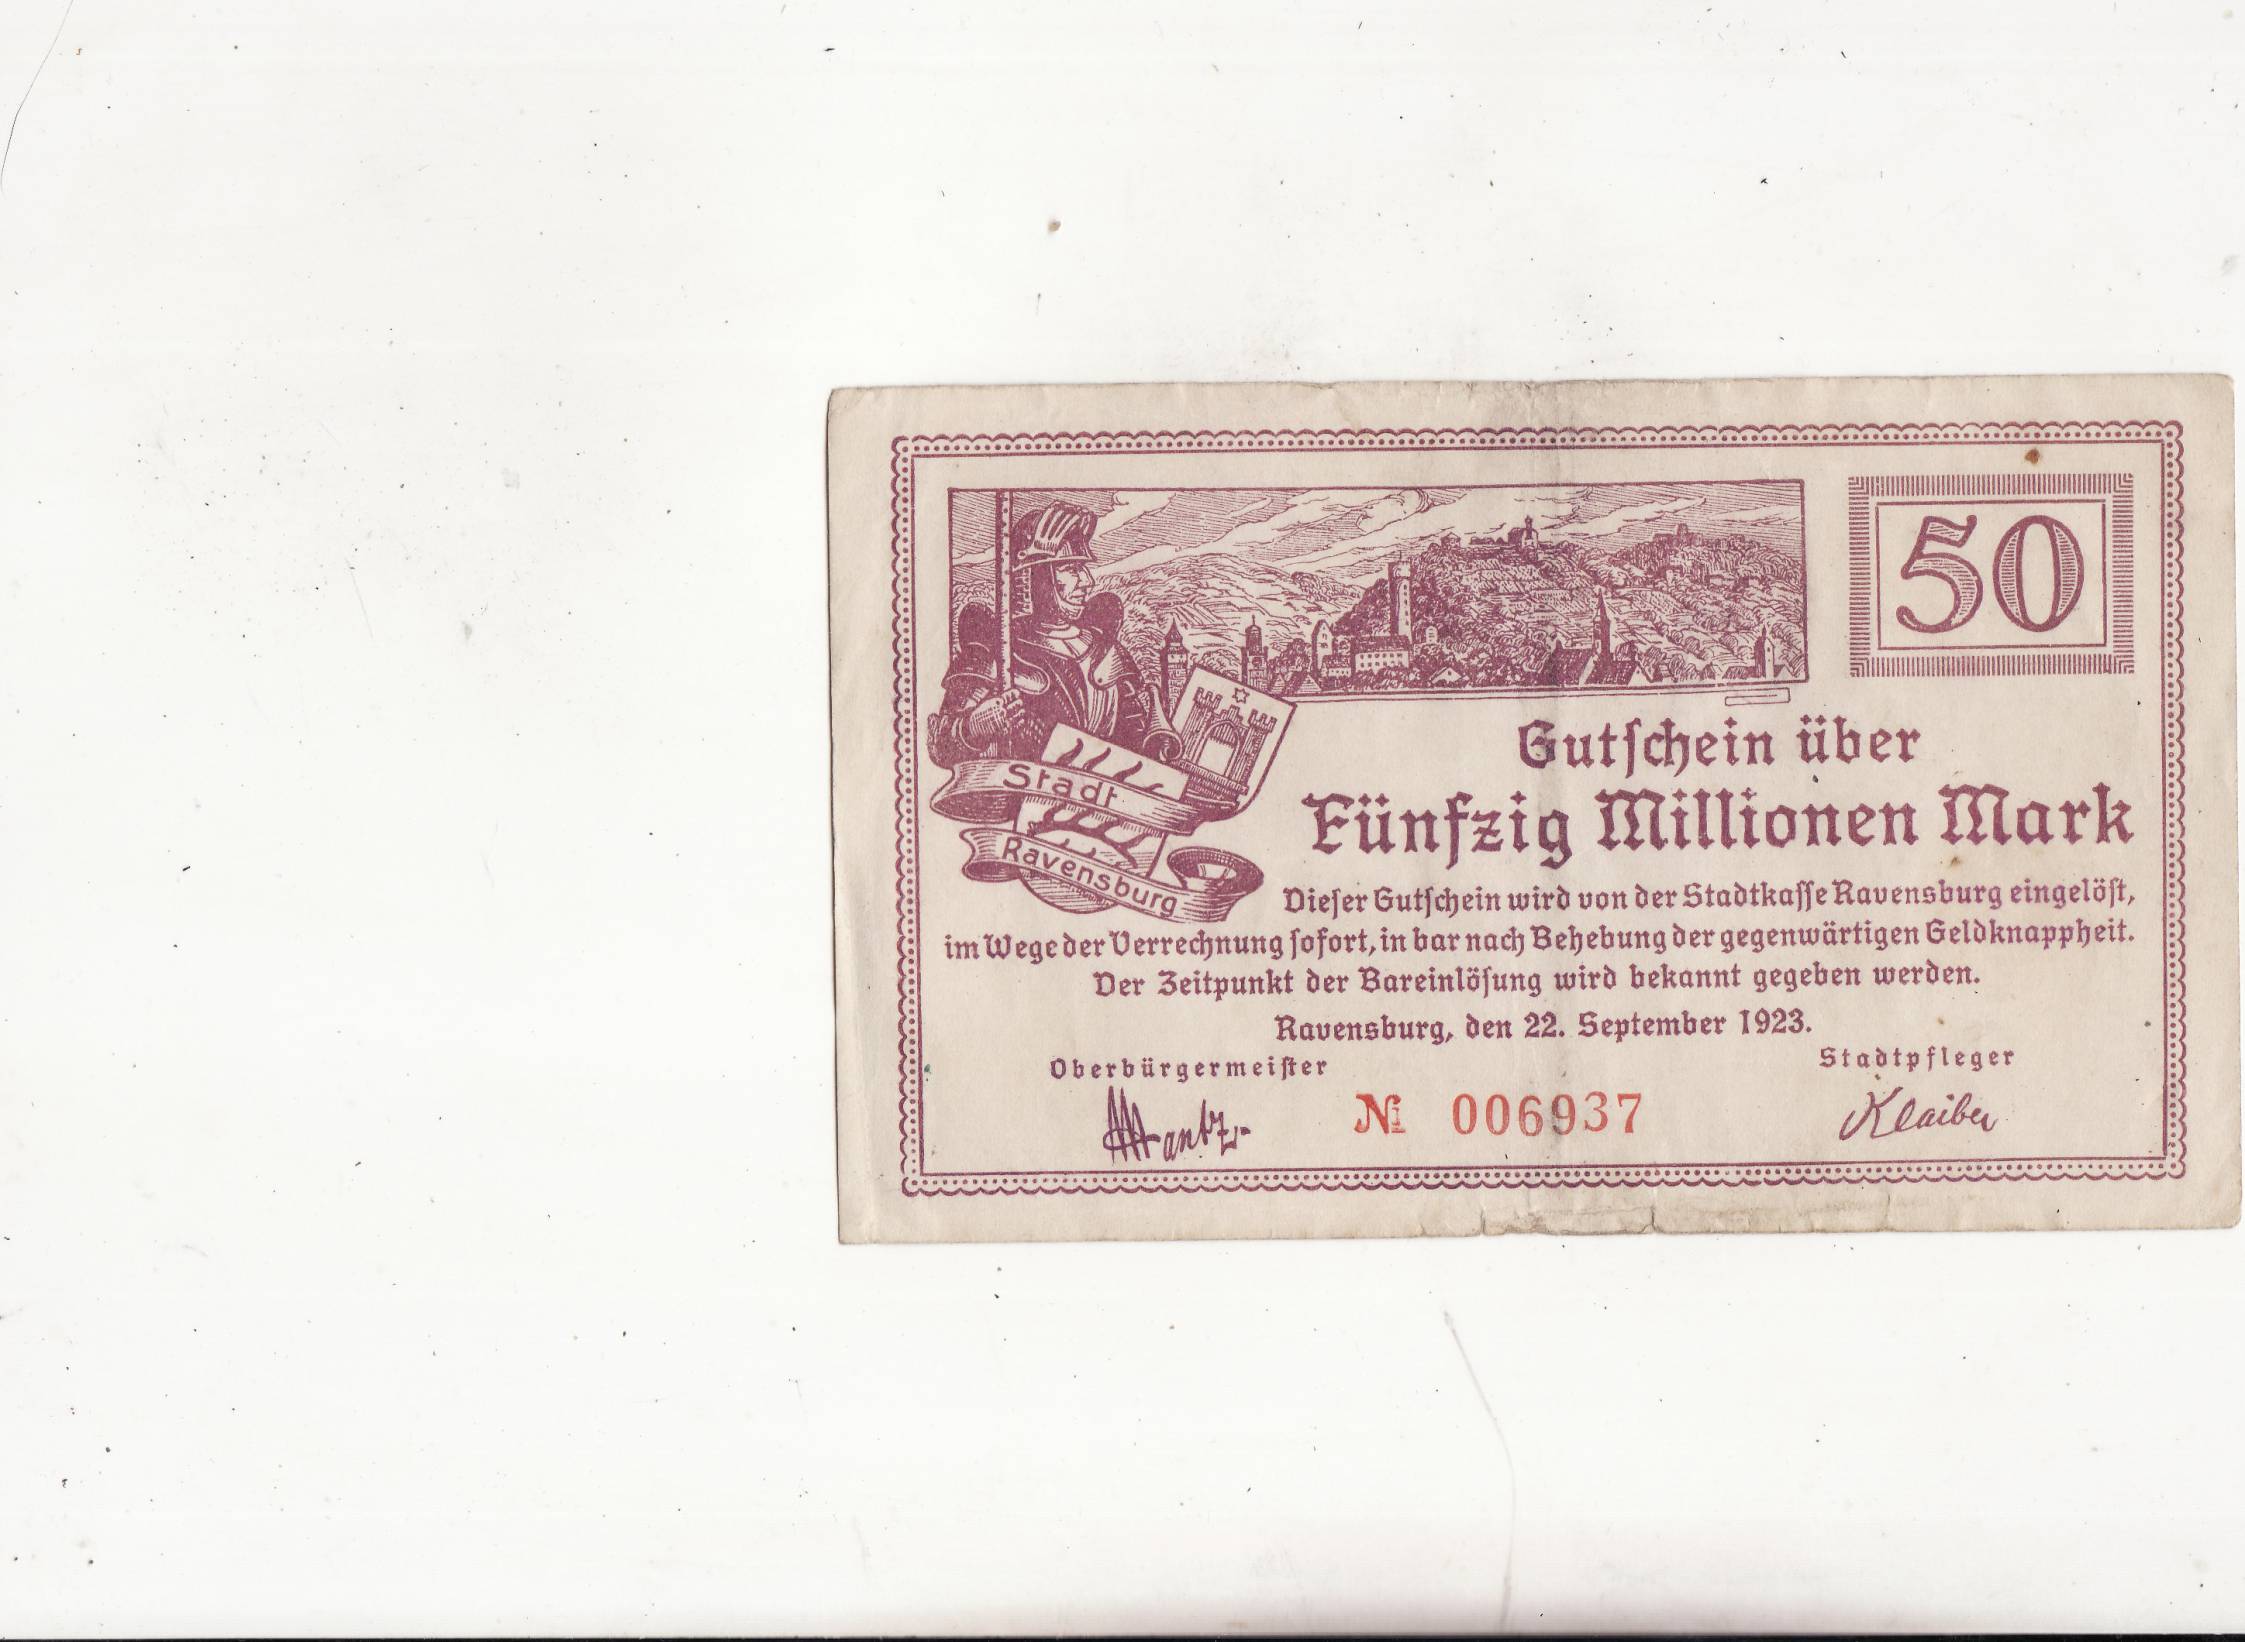 50
Stadt
Ravensburg
Gutſchein über
Fünfzig Millionen Mark
Dieſer Gutſchein wird von der Stadtkaſſe Ravensburg eingelöſt,
im Wege der Verrechnung ſofort, in bar nach Behebung der gegenwärtigen Geldknappheit.
Der Zeitpunkt der Bareinlöſung wird bekannt gegeben werden.
Ravensburg, den 22. September 1923.
Oberbürgermeiſter
Stadtpfleger
№ 006937
Klaiber